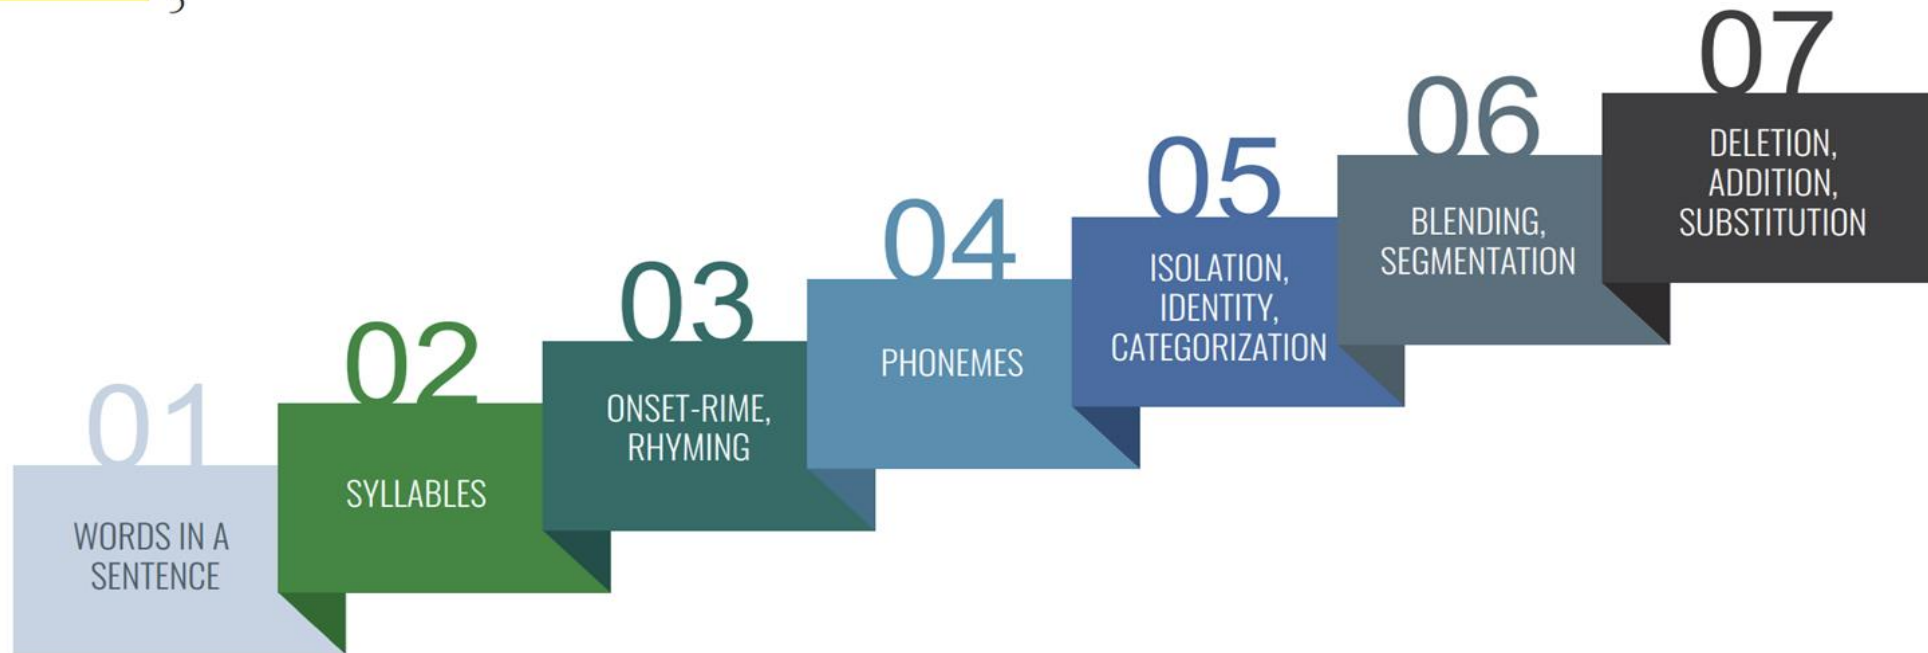 01
WORDS IN A
SENTENCE
02
SYLLABLES
03
ONSET-RIME,
RHYMING
04
PHONEMES
05
ISOLATION,
IDENTITY,
CATEGORIZATION
06
BLENDING,
SEGMENTATION
07
DELETION,
ADDITION,
SUBSTITUTION